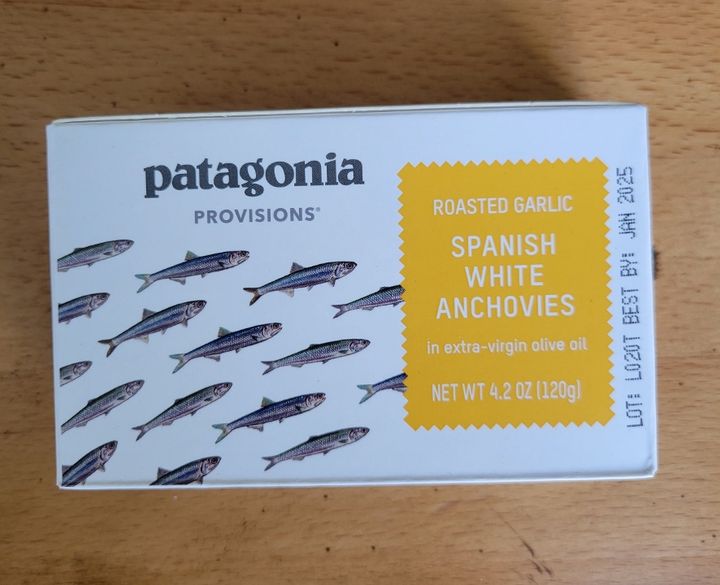 patagonia
PROVISIONS®
ROASTED GARLIC
SPANISH
WHITE
ANCHOVIES
in extra-virgin olive oil
NET WT 4.2 OZ (120g)
LOT: L020T BEST BY: JAN 2025